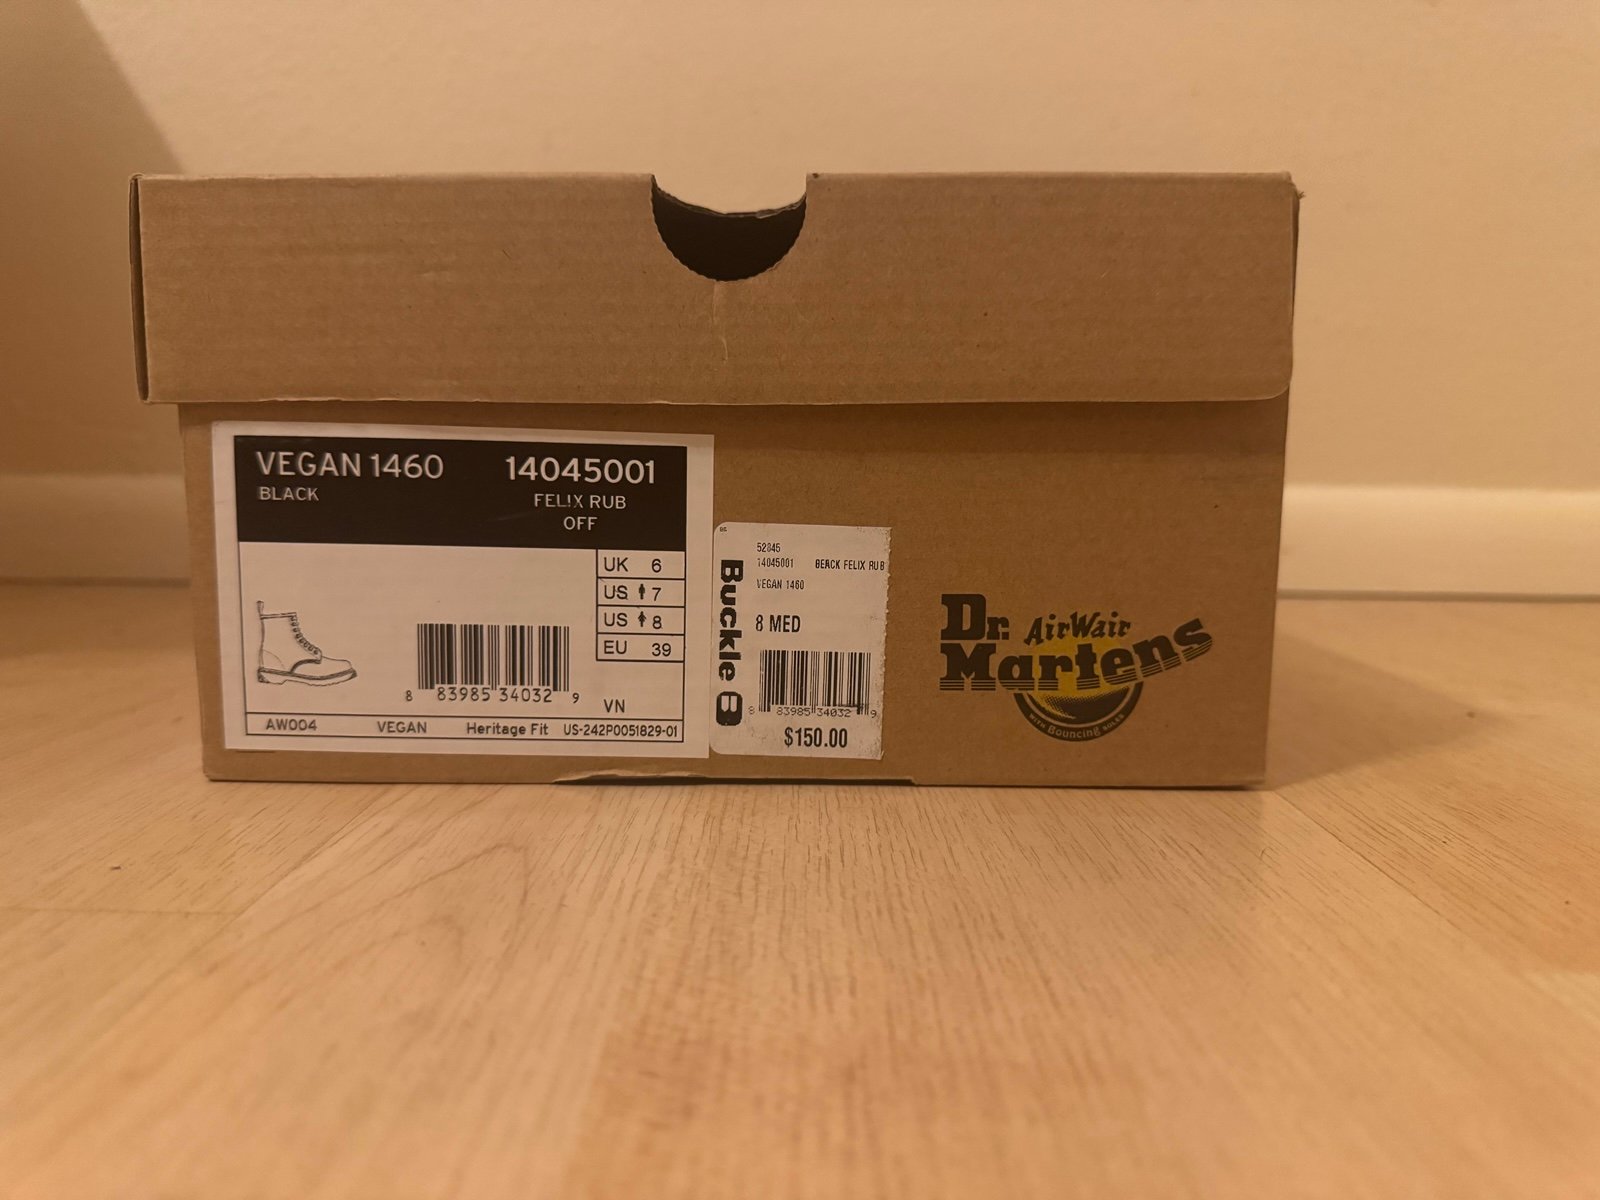 VEGAN 1460 14045001
BLACK FELIX RUB
OFF
UK 6
US 7
US 8
EU 39
8 83985 34032 9
VN
AW004 VEGAN Heritage Fit US-242P0051829-01
Buckle B
52845
14045001 BLACK FELIX RUB
VEGAN 1460
8 MED
8 83985 34032 9
$150.00
Dr. AirWair
Martens
WITH Bouncing SOLES